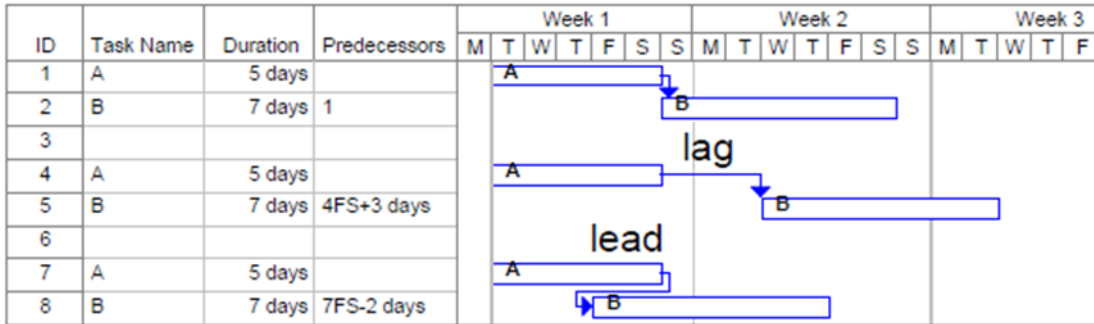 Week 1 Week 2 Week 3
ID Task Name Duration Predecessors M T W T F S S M T W T F S S M T W T F
1 A 5 days A
2 B 7 days 1 B
3
lag
4 A 5 days A
5 B 7 days 4FS+3 days B
6
lead
7 A 5 days A
8 B 7 days 7FS-2 days B